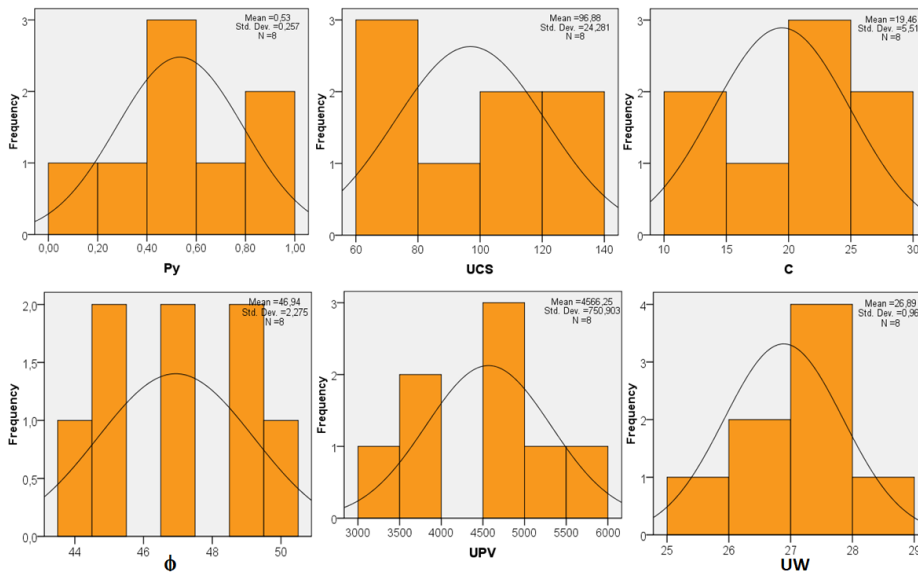 Mean =0,53
Std. Dev. =0,257
N =8
Frequency
3
2
1
0
0,00 0,20 0,40 0,60 0,80 1,00
Py
Mean =96,88
Std. Dev. =24,281
N =8
Frequency
3
2
1
0
60 80 100 120 140
UCS
Mean =19,46
Std. Dev. =5,51
N =8
Frequency
3
2
1
0
10 15 20 25 30
C
Mean =46,94
Std. Dev. =2,275
N =8
Frequency
2,0
1,5
1,0
0,5
0,0
44 46 48 50
ϕ
Mean =4566,25
Std. Dev. =750,903
N =8
Frequency
3
2
1
0
3000 3500 4000 4500 5000 5500 6000
UPV
Mean =26,89
Std. Dev. =0,96
N =8
Frequency
4
3
2
1
0
25 26 27 28 29
UW